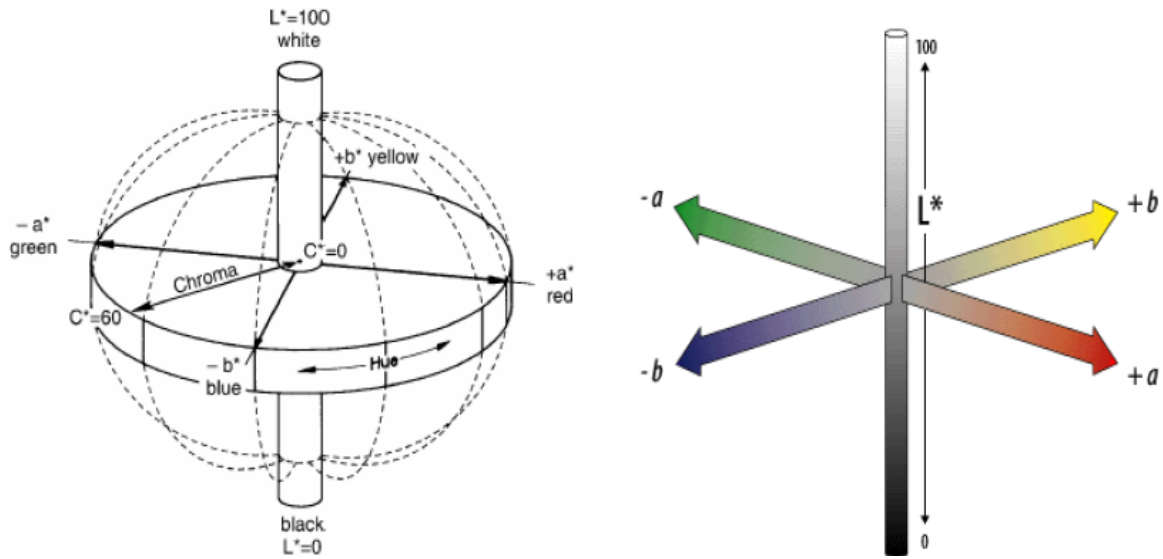 L*=100
white
+b* yellow
– a*
green
C*=0
Chroma
+a*
red
C*=60
– b*
blue
Hue
black
L*=0
100
- a
L*
+b
- b
+a
0